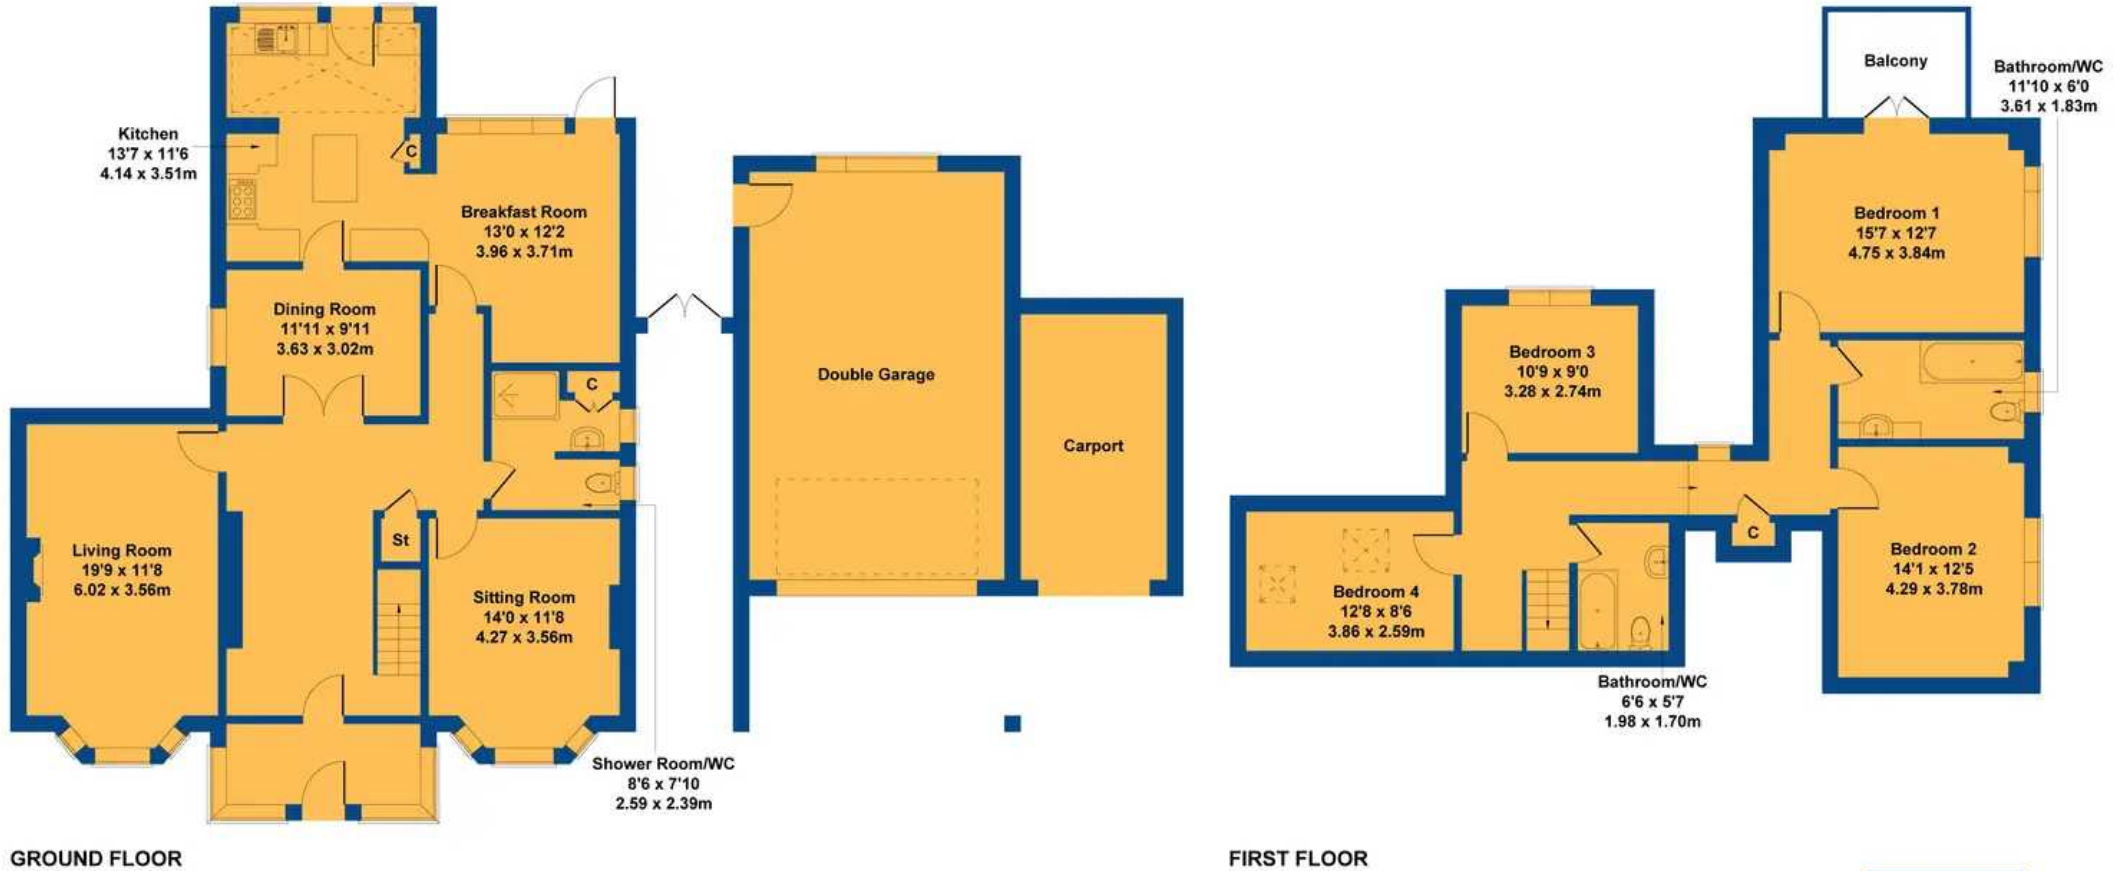 Kitchen
13'7 x 11'6
4.14 x 3.51m
C
Breakfast Room
13'0 x 12'2
3.96 x 3.71m
Dining Room
11'11 x 9'11
3.63 x 3.02m
C
Living Room
19'9 x 11'8
6.02 x 3.56m
St
Sitting Room
14'0 x 11'8
4.27 x 3.56m
Shower Room/WC
8'6 x 7'10
2.59 x 2.39m
Double Garage
Carport
GROUND FLOOR
Balcony
Bathroom/WC
11'10 x 6'0
3.61 x 1.83m
Bedroom 1
15'7 x 12'7
4.75 x 3.84m
Bedroom 3
10'9 x 9'0
3.28 x 2.74m
C
Bedroom 2
14'1 x 12'5
4.29 x 3.78m
Bedroom 4
12'8 x 8'6
3.86 x 2.59m
Bathroom/WC
6'6 x 5'7
1.98 x 1.70m
FIRST FLOOR